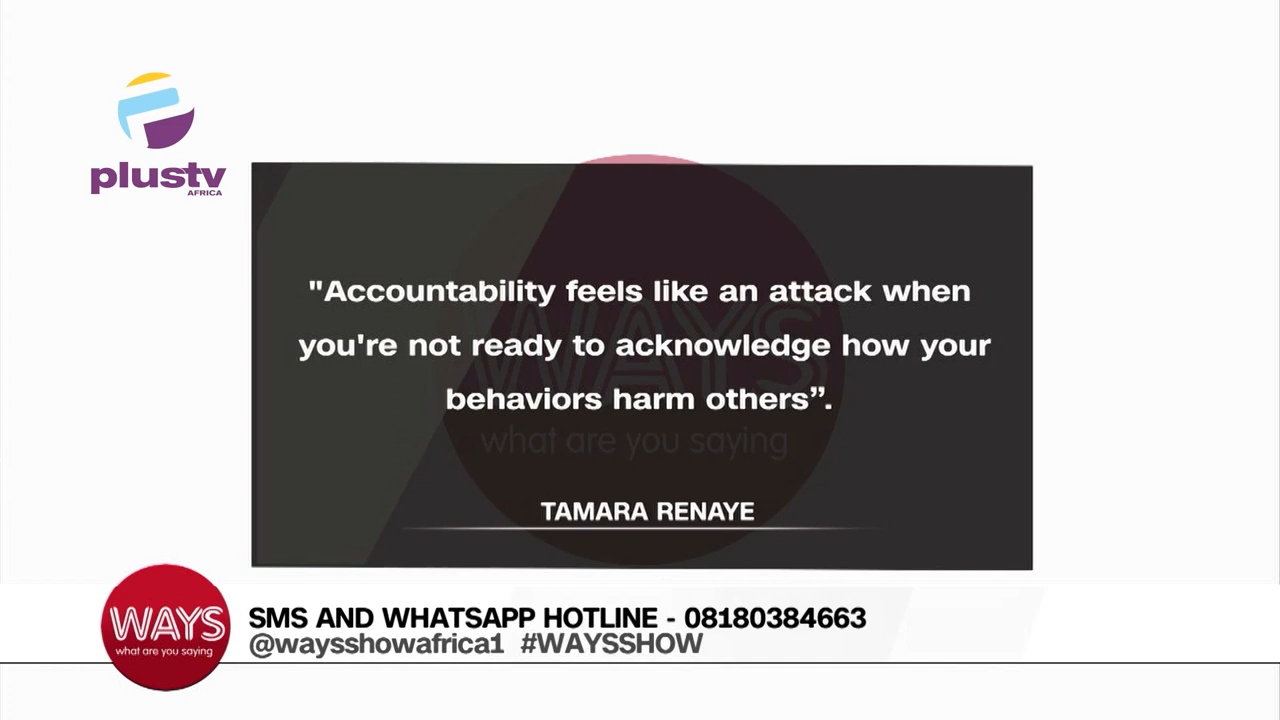 plustv
AFRICA
"Accountability feels like an attack when
you're not ready to acknowledge how your
behaviors harm others”.
WAYS
what are you saying
TAMARA RENAYE
WAYS
what are you saying
SMS AND WHATSAPP HOTLINE - 08180384663
@waysshowafrica1 #WAYSSHOW